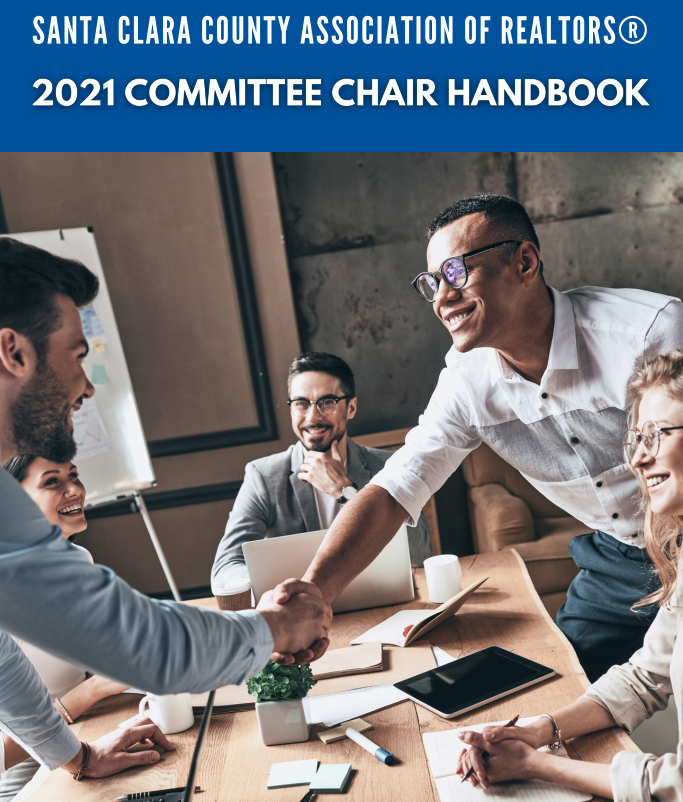 SANTA CLARA COUNTY ASSOCIATION OF REALTORS®
2021 COMMITTEE CHAIR HANDBOOK